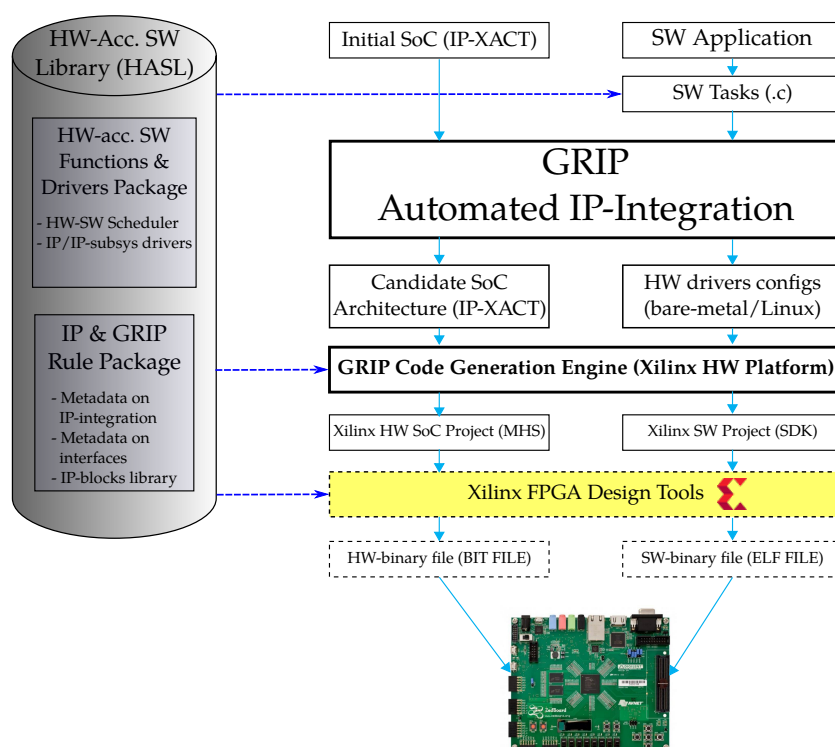 HW-Acc. SW
Library (HASL)
HW-acc. SW
Functions &
Drivers Package
- HW-SW Scheduler
- IP/IP-subsys drivers
IP & GRIP
Rule Package
- Metadata on
IP-integration
- Metadata on
interfaces
- IP-blocks library
Initial SoC (IP-XACT)
SW Application
SW Tasks (.c)
GRIP
Automated IP-Integration
Candidate SoC
Architecture (IP-XACT)
HW drivers configs
(bare-metal/Linux)
GRIP Code Generation Engine (Xilinx HW Platform)
Xilinx HW SoC Project (MHS)
Xilinx SW Project (SDK)
Xilinx FPGA Design Tools
HW-binary file (BIT FILE)
SW-binary file (ELF FILE)
ZedBoard
AVNET